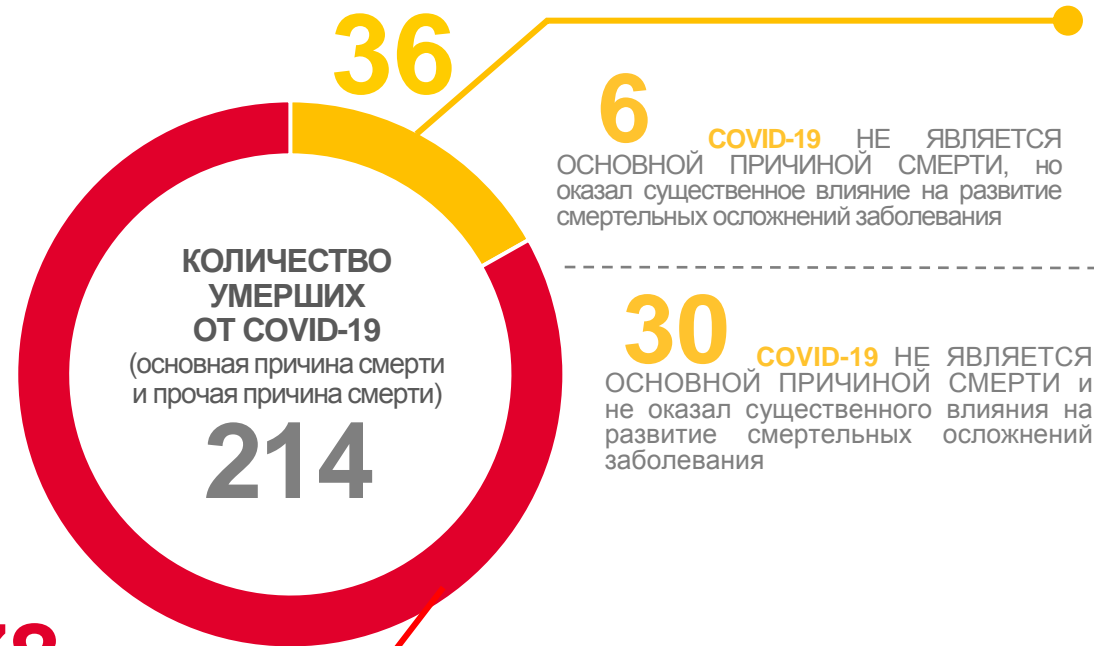 36
6
COVID-19 НЕ ЯВЛЯЕТСЯ
ОСНОВНОЙ ПРИЧИНОЙ СМЕРТИ, но
оказал существенное влияние на развитие
смертельных осложнений заболевания
30
COVID-19 НЕ ЯВЛЯЕТСЯ
ОСНОВНОЙ ПРИЧИНОЙ СМЕРТИ и
не оказал существенного влияния на
развитие смертельных осложнений
заболевания
КОЛИЧЕСТВО
УМЕРШИХ
ОТ COVID-19
(основная причина смерти
и прочая причина смерти)
214